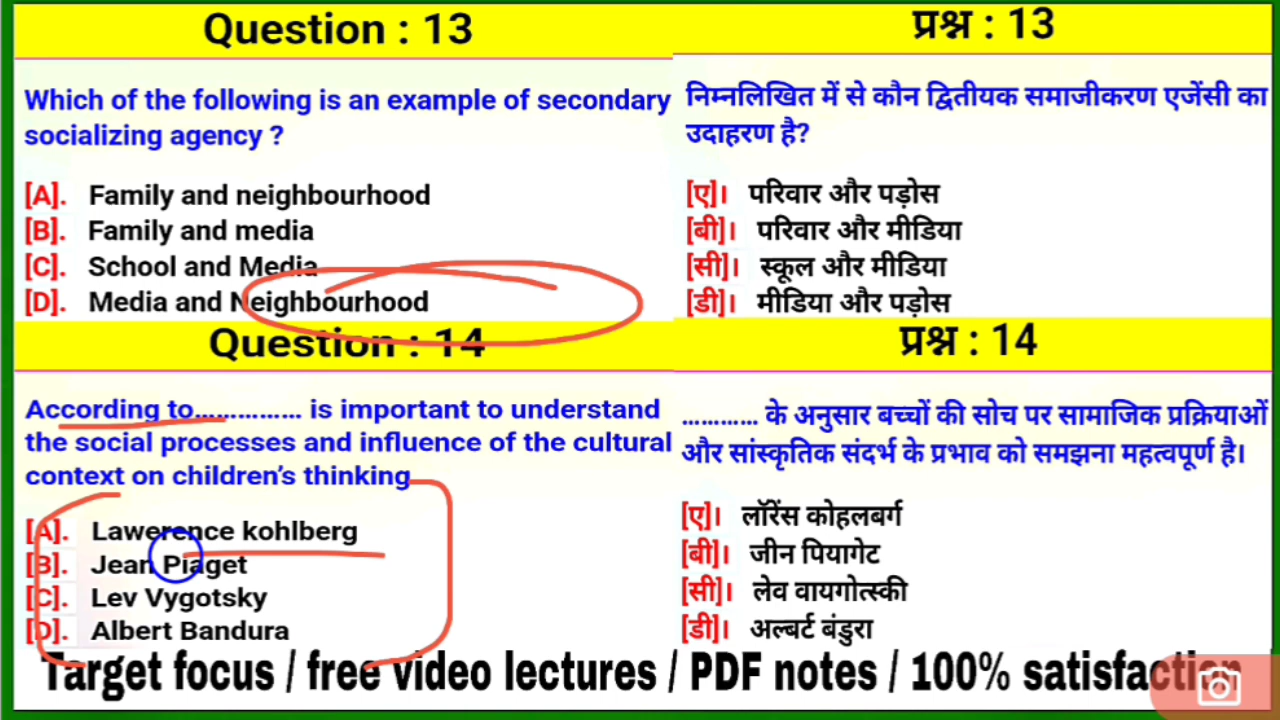 Question : 13
Which of the following is an example of secondary
socializing agency ?
[A]. Family and neighbourhood
[B]. Family and media
[C]. School and Media
[D]. Media and Neighbourhood
प्रश्न : 13
निम्नलिखित में से कौन द्वितीयक समाजीकरण एजेंसी का
उदाहरण है?
[ए]। परिवार और पड़ोस
[बी]। परिवार और मीडिया
[सी]। स्कूल और मीडिया
[डी]। मीडिया और पड़ोस
Question : 14
According to............... is important to understand
the social processes and influence of the cultural
context on children's thinking
[A]. Lawerence kohlberg
[B]. Jean Piaget
[C]. Lev Vygotsky
[D]. Albert Bandura
प्रश्न : 14
............ के अनुसार बच्चों की सोच पर सामाजिक प्रक्रियाओं
और सांस्कृतिक संदर्भ के प्रभाव को समझना महत्वपूर्ण है।
[ए]। लॉरेंस कोहलबर्ग
[बी]। जीन पियागेट
[सी]। लेव वायगोत्स्की
[डी]। अल्बर्ट बंडुरा
Target focus / free video lectures / PDF notes / 100% satisfaction